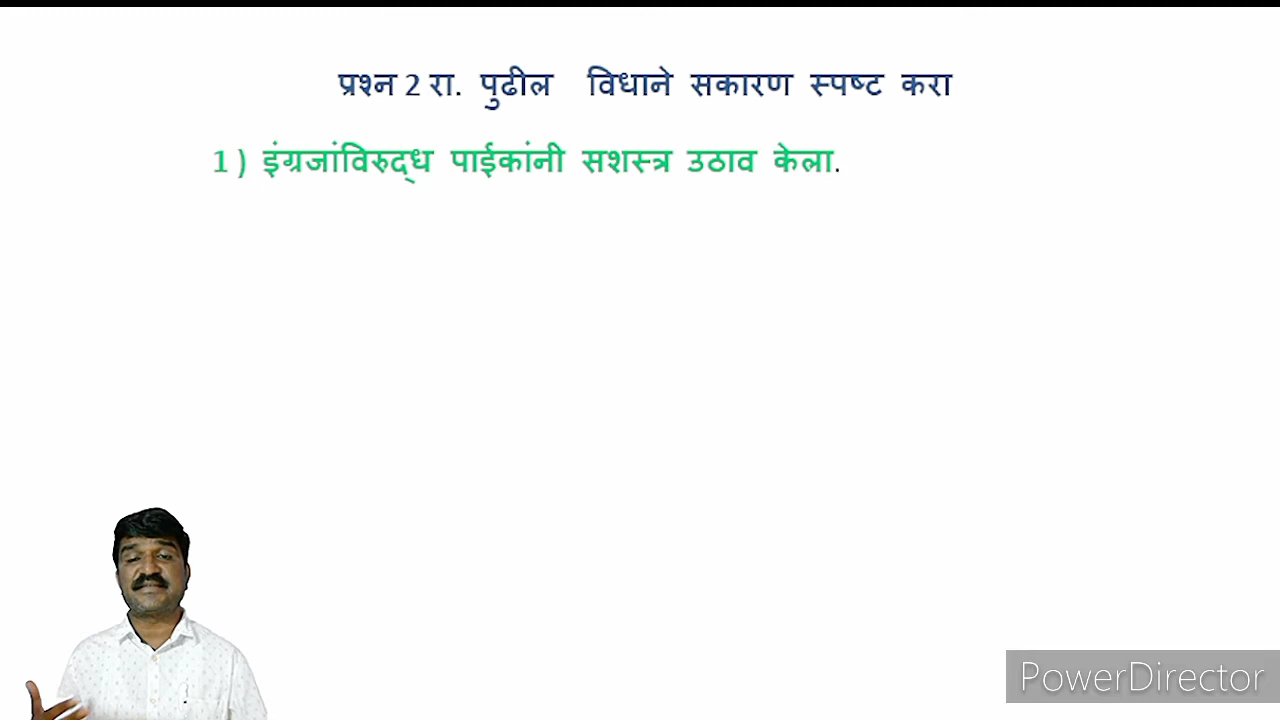 प्रश्न 2 रा. पुढील विधाने सकारण स्पष्ट करा
1 ) इंग्रजांविरुद्ध पाईकांनी सशस्त्र उठाव केला.
PowerDirector